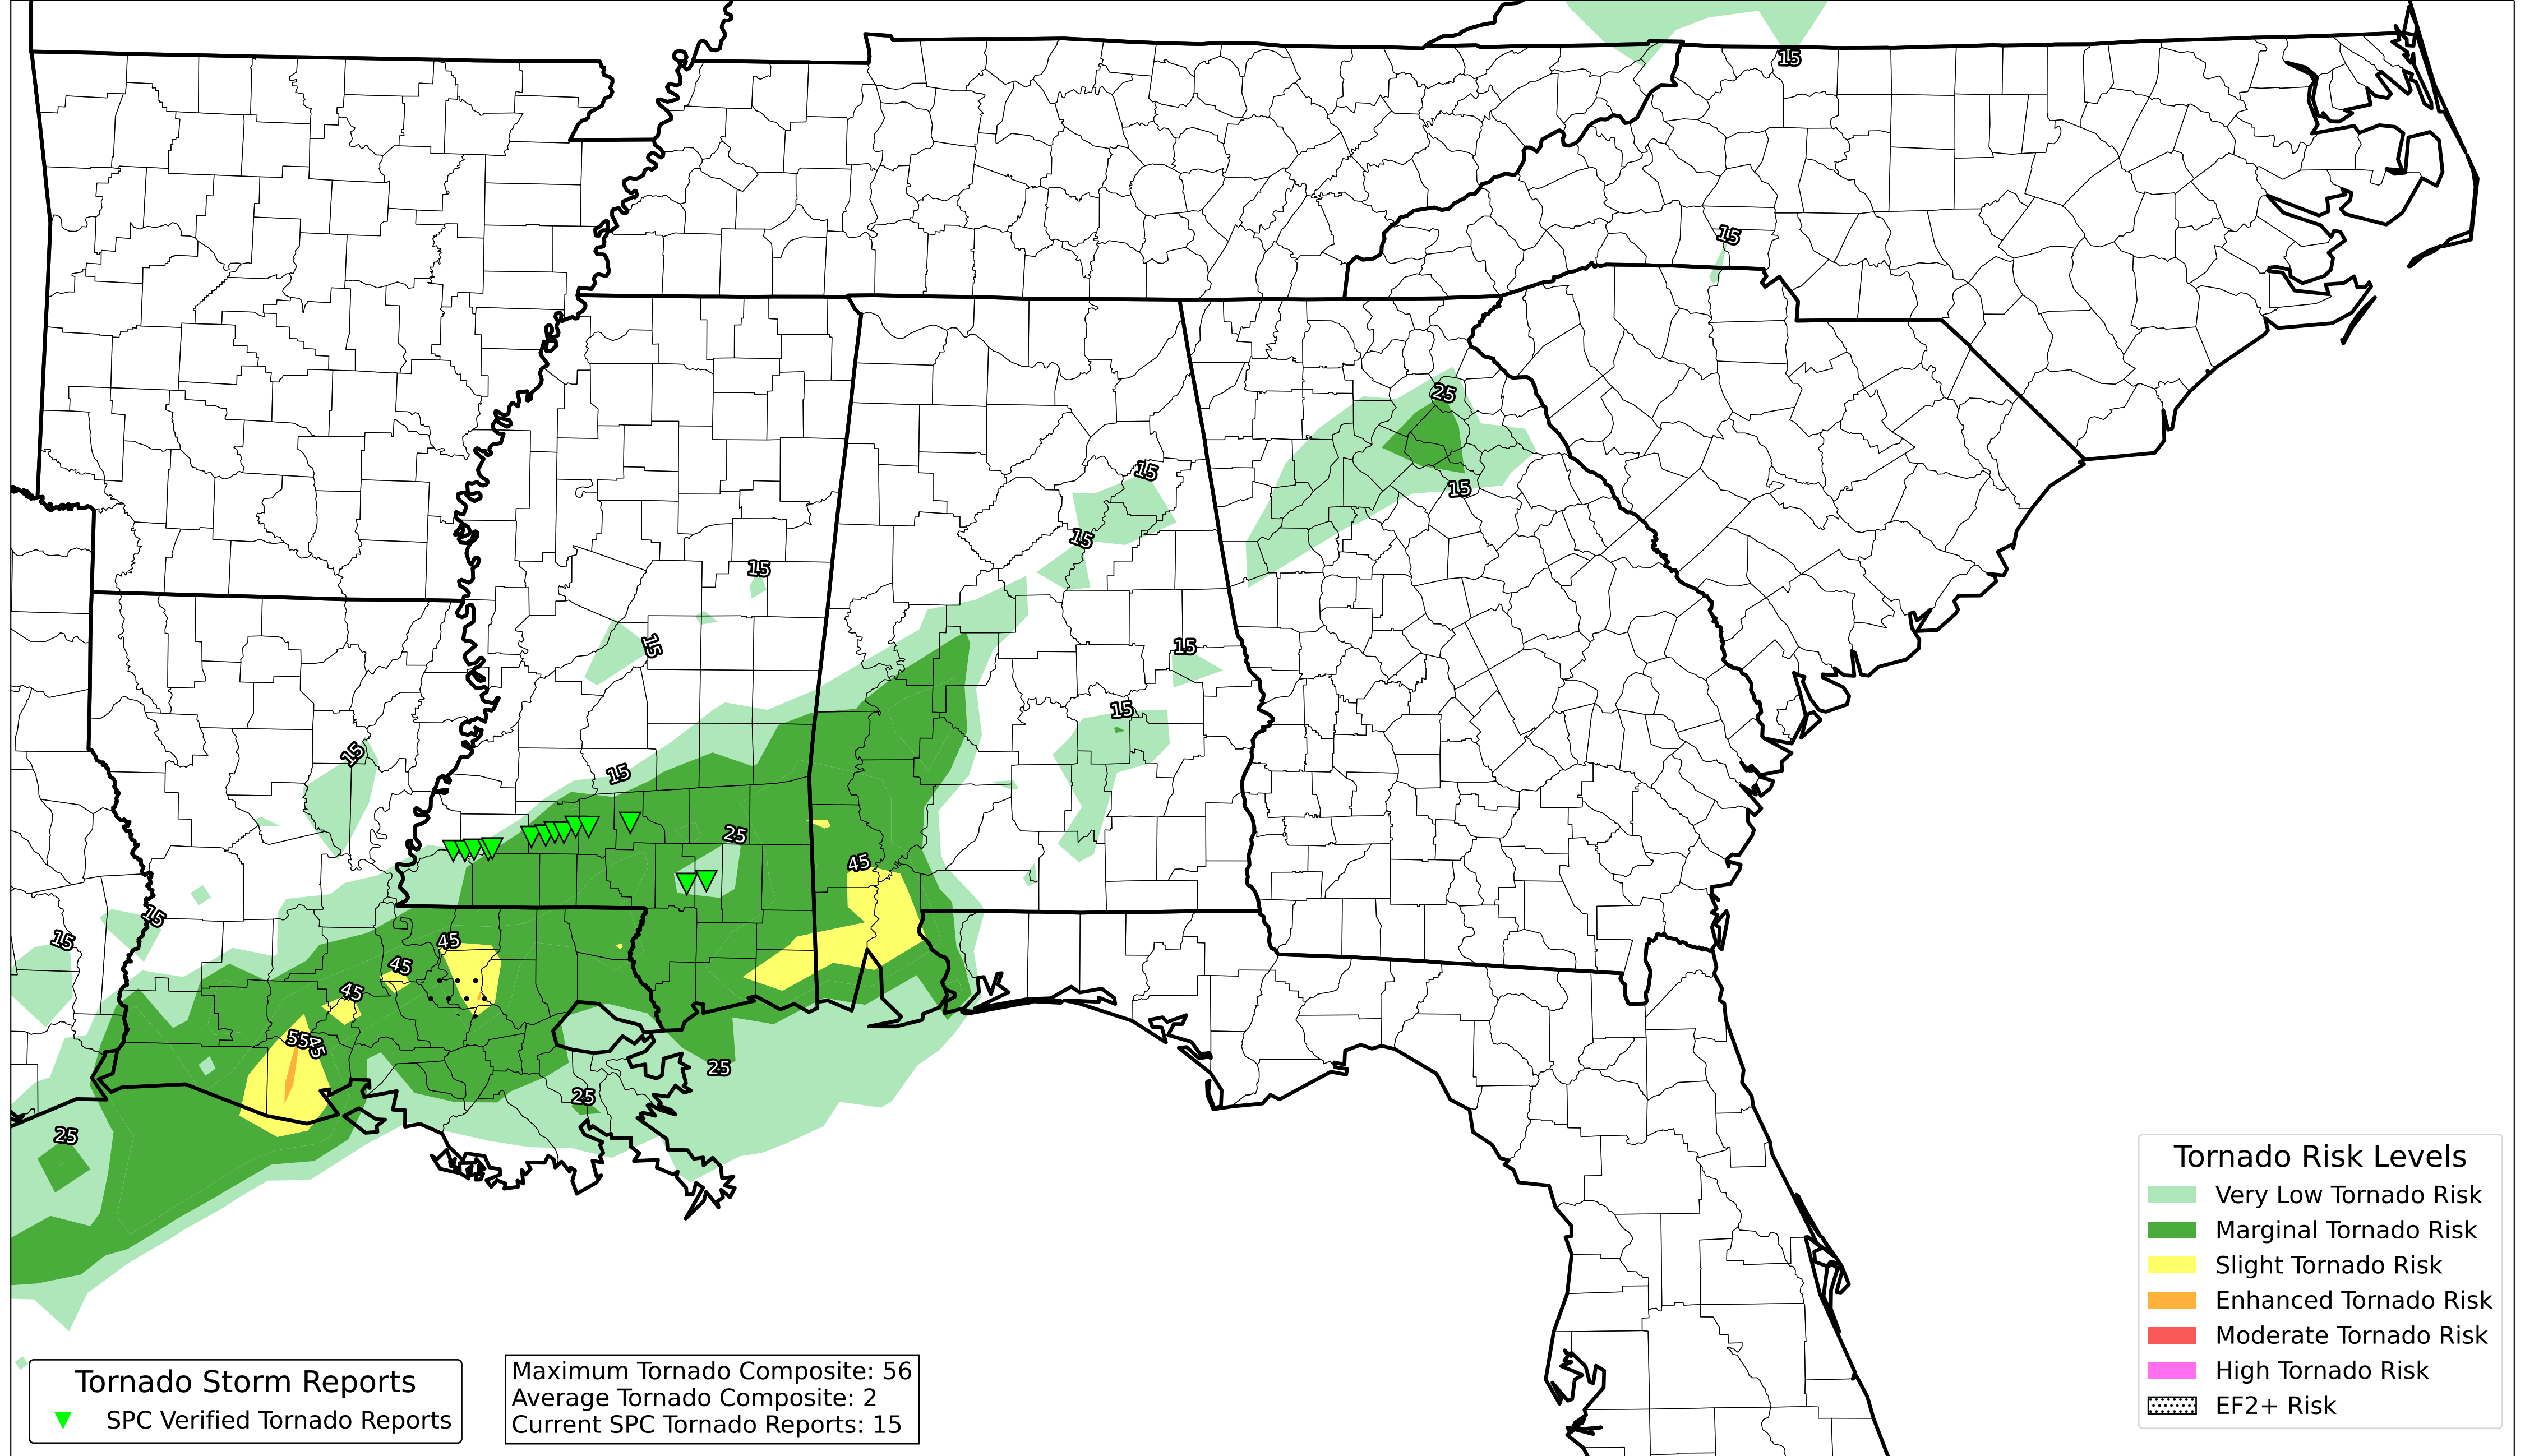 15
15
25
15
15
15
15
15
15
15
15
15
25
45
15
15
45
45
45
55
45
25
25
25
Tornado Risk Levels
Very Low Tornado Risk
Marginal Tornado Risk
Slight Tornado Risk
Enhanced Tornado Risk
Moderate Tornado Risk
High Tornado Risk
EF2+ Risk
Tornado Storm Reports
SPC Verified Tornado Reports
Maximum Tornado Composite: 56
Average Tornado Composite: 2
Current SPC Tornado Reports: 15